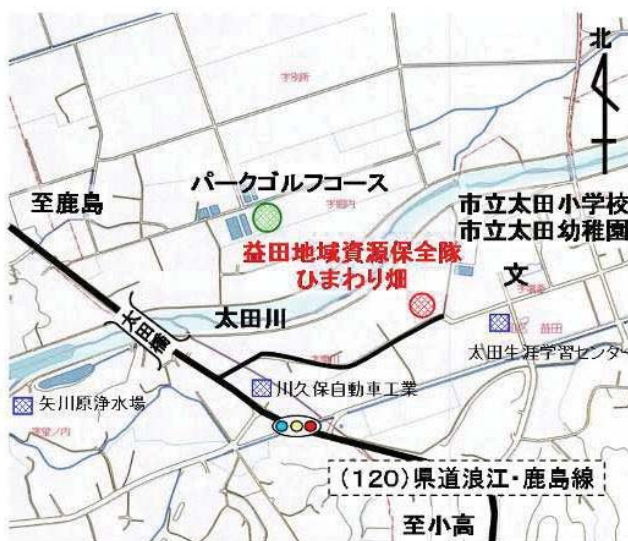 北
字別所
パークゴルフコース
至鹿島
市立太田小学校
市立太田幼稚園
益田地域資源保全隊
ひまわり畑
文
太田川
太田橋
益田
太田生涯学習センター
川久保自動車工業
矢川原浄水場
(120)県道浪江・鹿島線
至小高